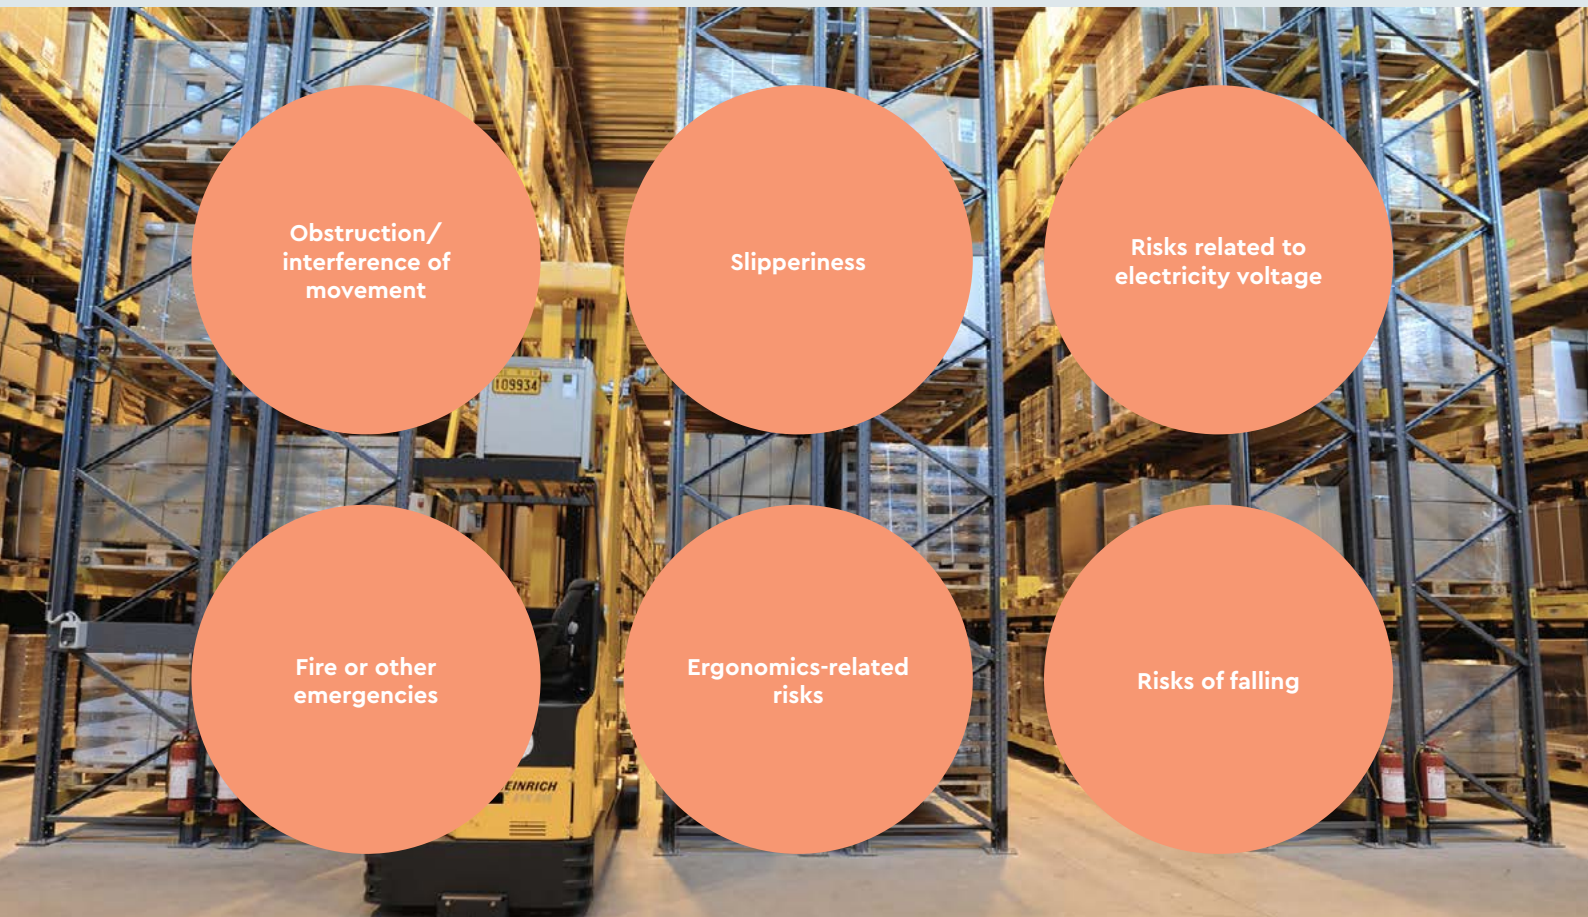 Obstruction/
interference of
movement
Slipperiness
Risks related to
electricity voltage
109934
Fire or other
emergencies
Ergonomics-related
risks
Risks of falling
EINRICH